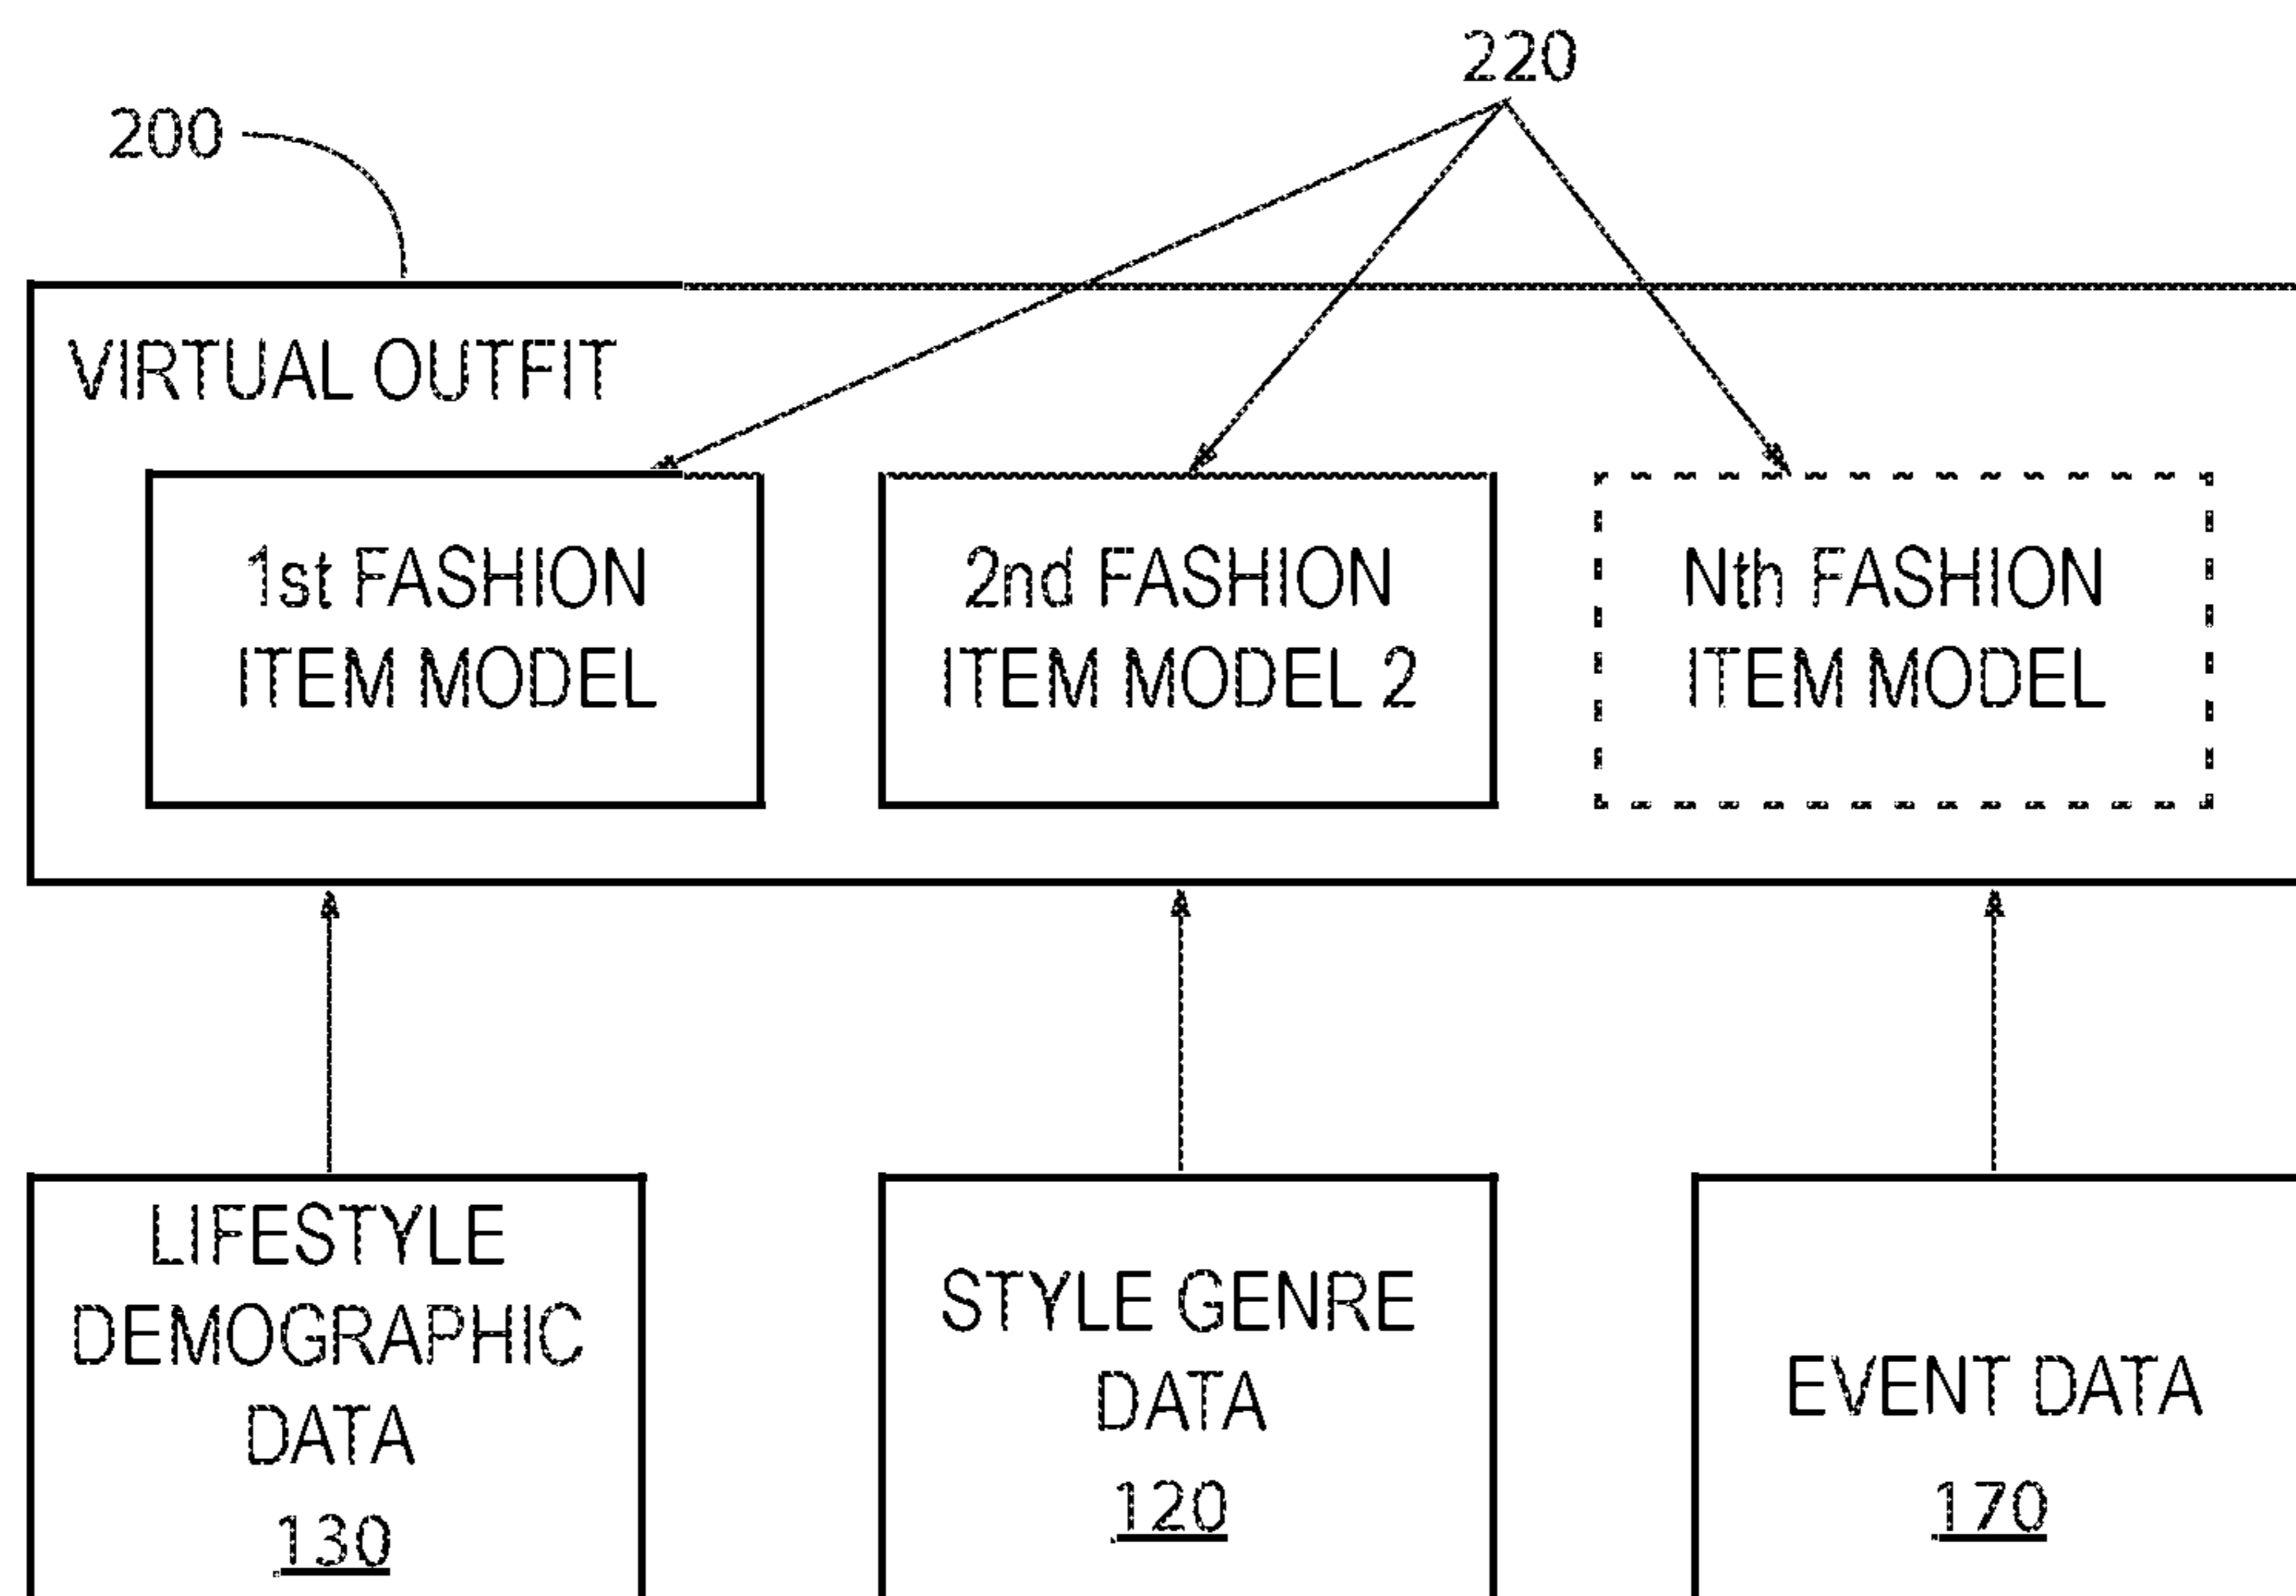 220
200
VIRTUAL OUTFIT
1st FASHION
ITEM MODEL
2nd FASHION
ITEM MODEL 2
Nth FASHION
ITEM MODEL
LIFESTYLE
DEMOGRAPHIC
DATA
130
STYLE GENRE
DATA
120
EVENT DATA
170